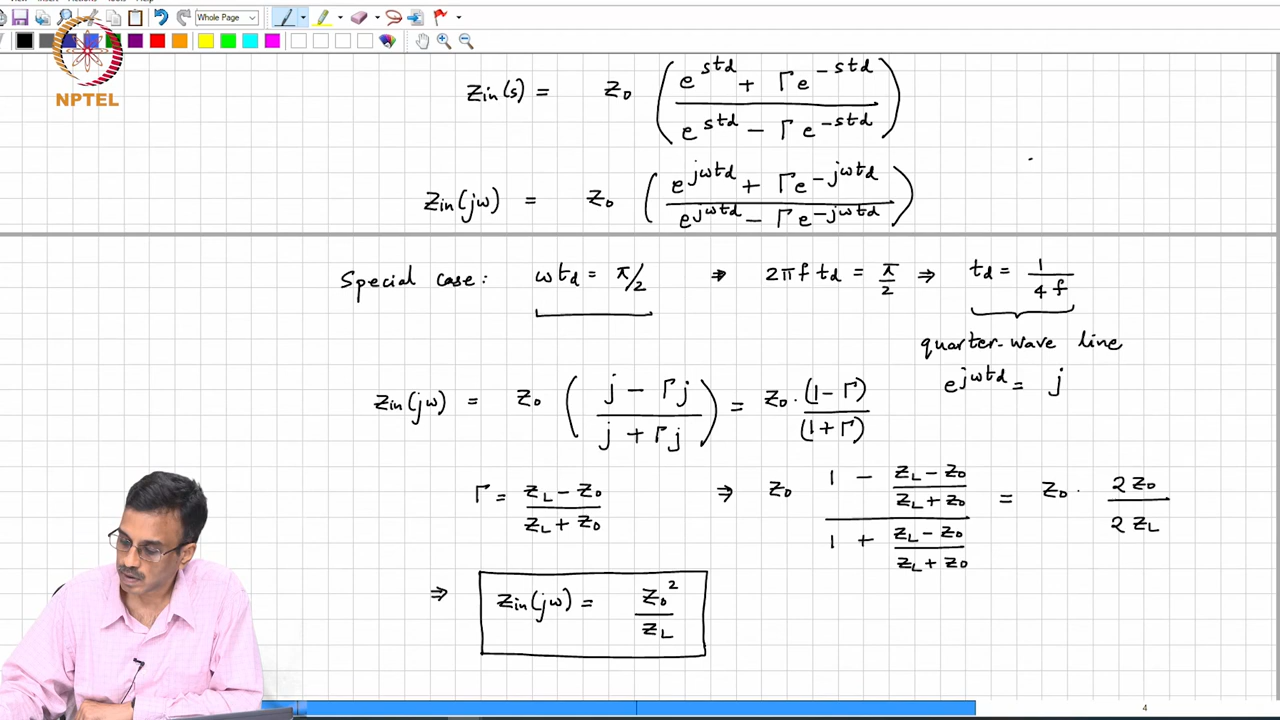 Whole Page
NPTEL
Zin(s) = Z0 ( (e^std + Γe^-std) / (e^std - Γe^-std) )
Zin(jω) = Z0 ( (e^jωtd + Γe^-jωtd) / (e^jωtd - Γe^-jωtd) )
Special case: ωtd = π/2 ⇒ 2πf td = π/2 ⇒ td = 1/4f
quarter-wave line
e^jωtd = j
Zin(jω) = Z0 ( (j - Γj) / (j + Γj) ) = Z0 · (1-Γ) / (1+Γ)
Γ = (ZL - Z0) / (ZL + Z0) ⇒ Z0 (1 - (ZL - Z0)/(ZL + Z0)) / (1 + (ZL - Z0)/(ZL + Z0)) = Z0 · 2Z0 / 2ZL
⇒ Zin(jω) = Z0² / ZL
4